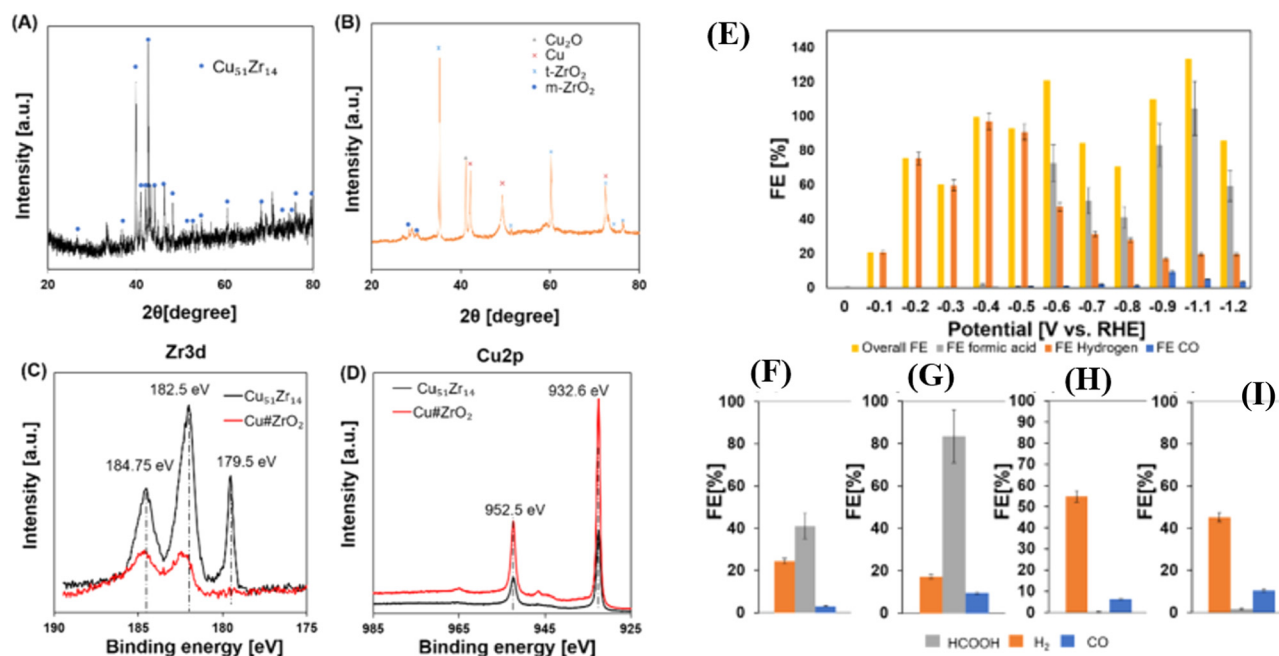 (A)
Intensity [a.u.]
Cu₅₁Zr₁₄
20 40 60 80
2θ[degree]
(B)
Intensity [a.u.]
Cu₂O
Cu
t-ZrO₂
m-ZrO₂
20 40 60 80
2θ [degree]
(E)
FE [%]
140
120
100
80
60
40
20
0
0 -0.1 -0.2 -0.3 -0.4 -0.5 -0.6 -0.7 -0.8 -0.9 -1.1 -1.2
Potential [V vs. RHE]
Overall FE FE formic acid FE Hydrogen FE CO
Zr3d
(C)
Intensity [a.u.]
182.5 eV
Cu₅₁Zr₁₄
Cu#ZrO₂
184.75 eV
179.5 eV
190 185 180 175
Binding energy [eV]
Cu2p
(D)
Intensity [a.u.]
Cu₅₁Zr₁₄
Cu#ZrO₂
932.6 eV
952.5 eV
985 965 945 925
Binding energy [eV]
(F)
FE[%]
100
80
60
40
20
0
(G)
FE[%]
100
80
60
40
20
0
(H)
FE[%]
100
90
80
70
60
50
40
30
20
10
0
(I)
FE[%]
100
80
60
40
20
0
HCOOH H₂ CO